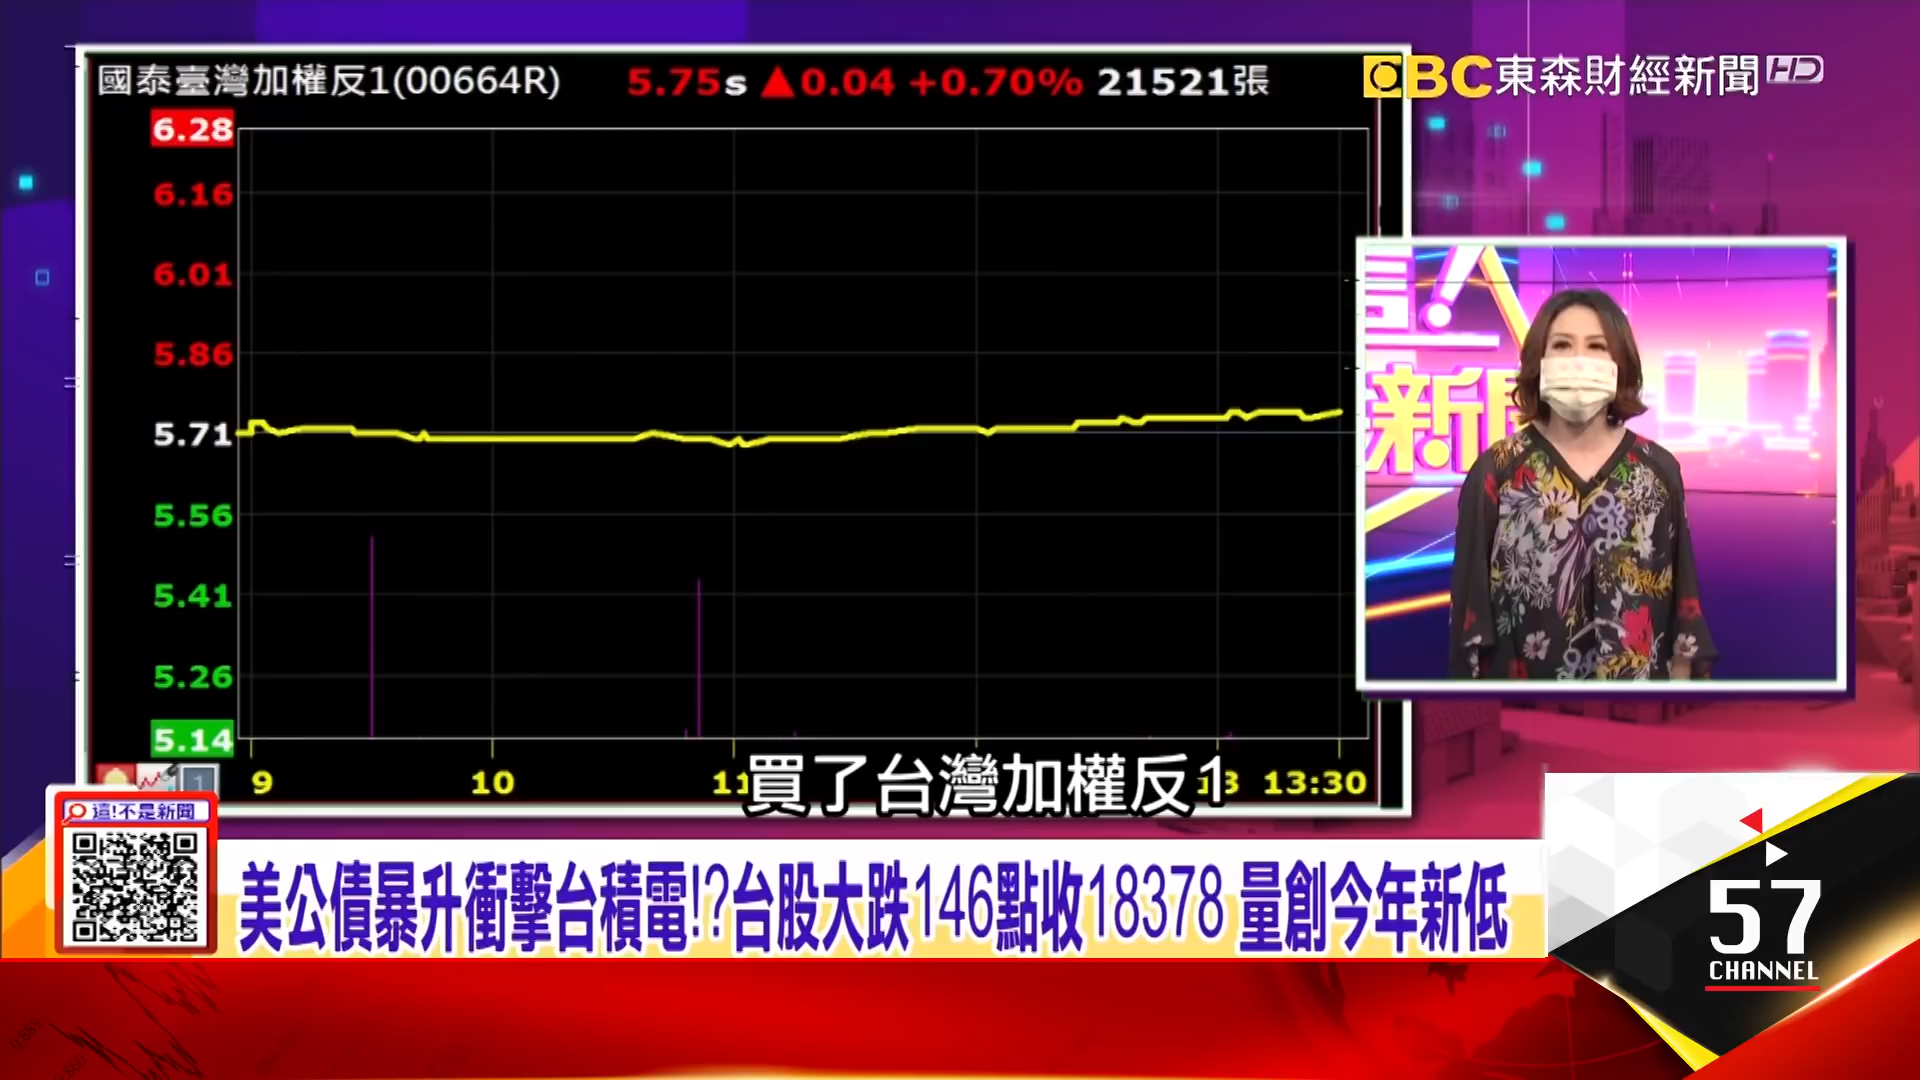 國泰臺灣加權反1(00664R) 5.75s ▲0.04 +0.70% 21521張
EBC東森財經新聞HD
6.28
6.16
6.01
5.86
5.71
5.56
5.41
5.26
5.14
新聞
9 10 11 13:30
買了台灣加權反1
這!不是新聞
美公債暴升衝擊台積電!?台股大跌146點收18378 量創今年新低
57
CHANNEL